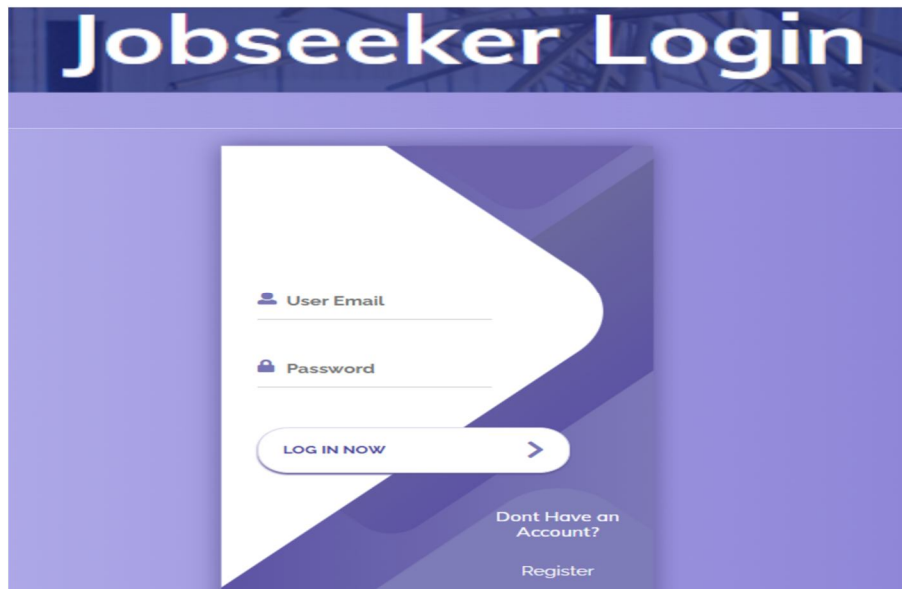 Jobseeker Login
User Email
Password
LOG IN NOW
Dont Have an
Account?
Register